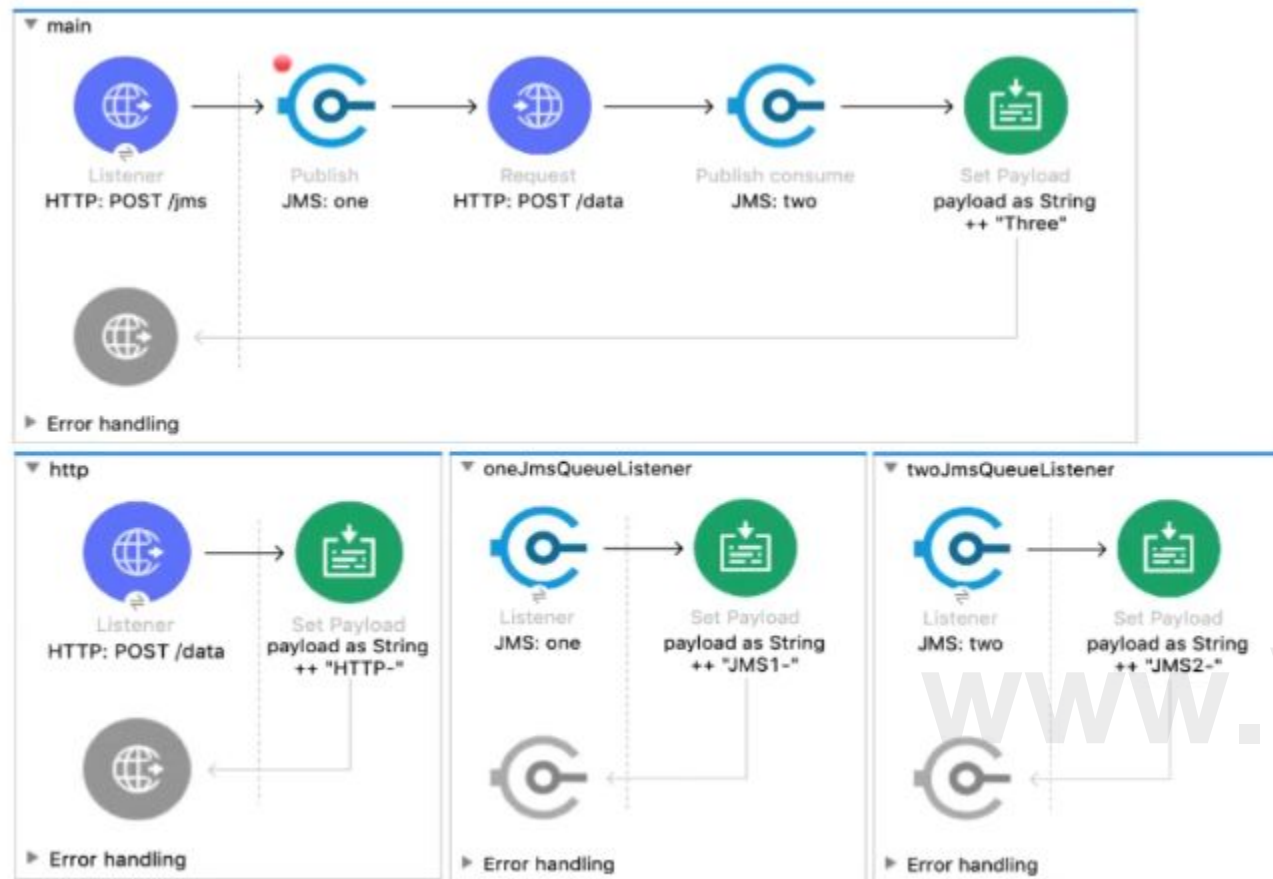 main
Listener
HTTP: POST /jms
Publish
JMS: one
Request
HTTP: POST /data
Publish consume
JMS: two
Set Payload
payload as String
++ "Three"
Error handling
http
Listener
HTTP: POST /data
Set Payload
payload as String
++ "HTTP-"
Error handling
oneJmsQueueListener
Listener
JMS: one
Set Payload
payload as String
++ "JMS1-"
Error handling
twoJmsQueueListener
Listener
JMS: two
Set Payload
payload as String
++ "JMS2-"
Error handling
www.